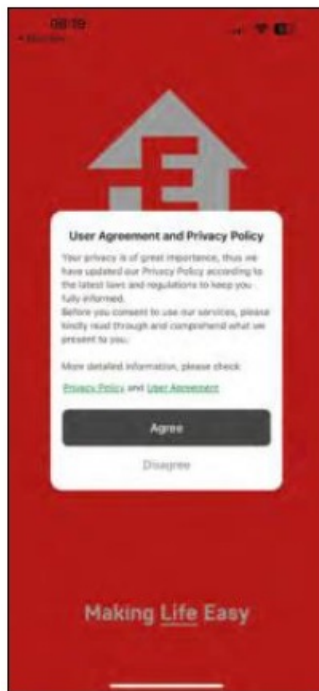 08:19
E
User Agreement and Privacy Policy
Your privacy is of great importance, thus we
have updated our Privacy Policy according to
the latest laws and regulations to keep you
fully informed.
Before you consent to use our services, please
kindly read through and comprehend what we
present to you.
More detailed information, please check
Privacy Policy and User Agreement
Agree
Disagree
Making Life Easy